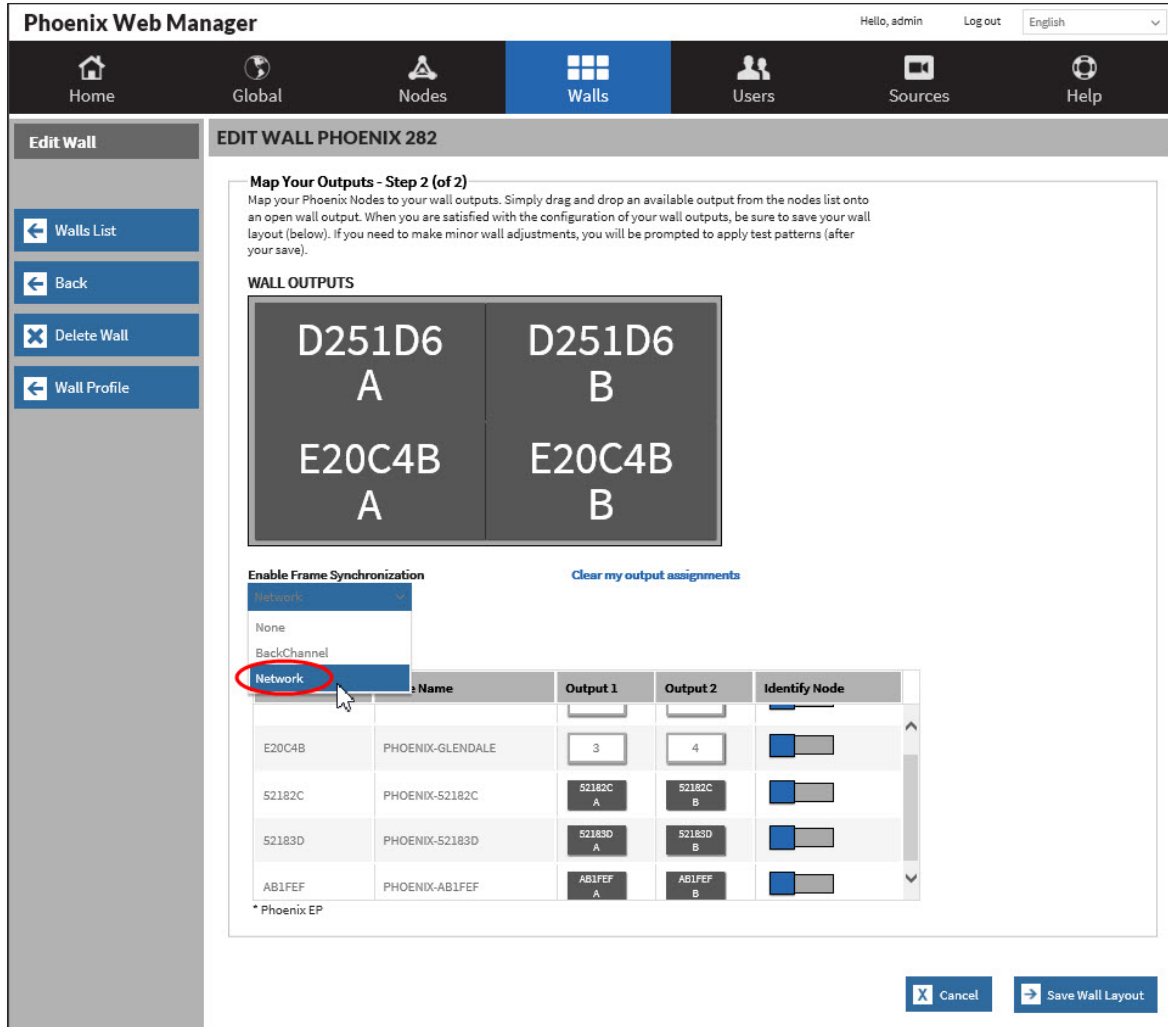 Phoenix Web Manager
Hello, admin
Log out
English
Home
Global
Nodes
Walls
Users
Sources
Help
Edit Wall
Walls List
Back
Delete Wall
Wall Profile
EDIT WALL PHOENIX 282
Map Your Outputs - Step 2 (of 2)
Map your Phoenix Nodes to your wall outputs. Simply drag and drop an available output from the nodes list onto
an open wall output. When you are satisfied with the configuration of your wall outputs, be sure to save your wall
layout (below). If you need to make minor wall adjustments, you will be prompted to apply test patterns (after
your save).
WALL OUTPUTS
D251D6
A
D251D6
B
E20C4B
A
E20C4B
B
Enable Frame Synchronization
Clear my output assignments
Network
None
BackChannel
Network
Name
Output 1
Output 2
Identify Node
E20C4B
PHOENIX-GLENDALE
3
4
52182C
PHOENIX-52182C
52182C
A
52182C
B
52183D
PHOENIX-52183D
52183D
A
52183D
B
AB1FEF
PHOENIX-AB1FEF
AB1FEF
A
AB1FEF
B
* Phoenix EP
X Cancel
Save Wall Layout